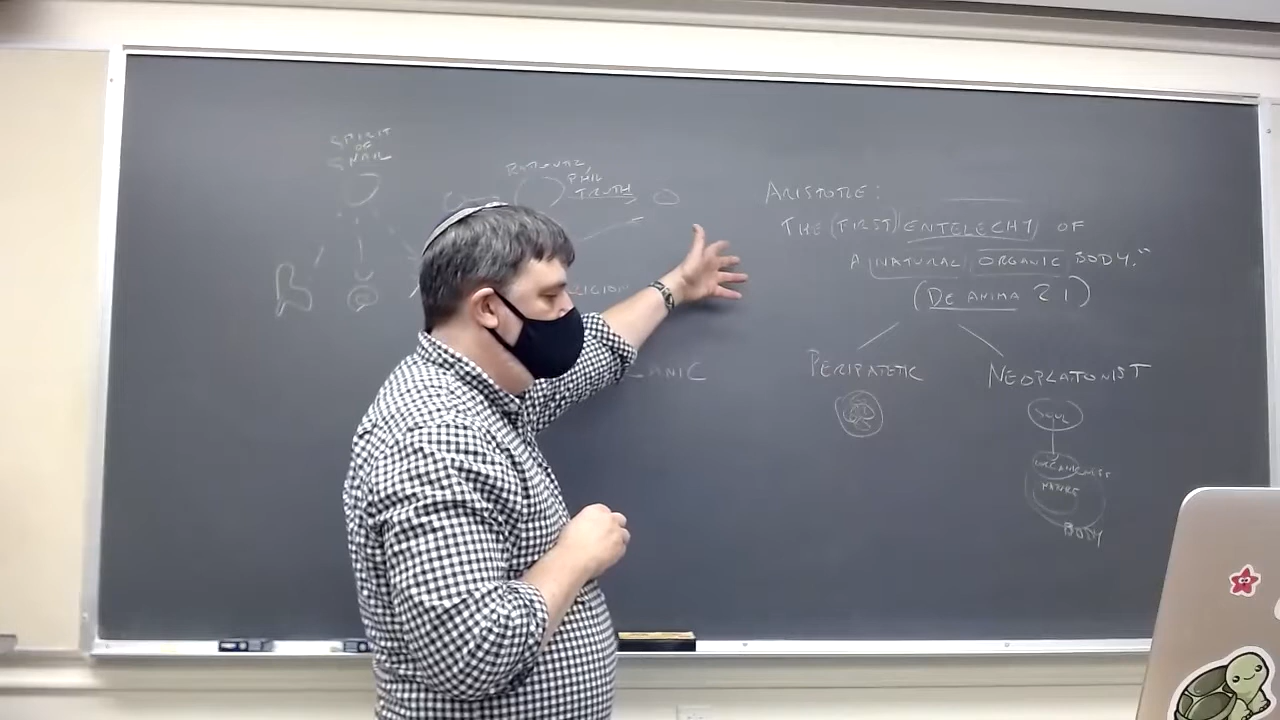 SPIRIT
OF
SNAIL
PHIL
TRUTH
ARISTOTLE:
THE (FIRST) ENTELECHY OF
A NATURAL ORGANIC BODY."
(DE ANIMA 2 1)
PERIPATETIC
NEOPLATONIST
SOUL
NATURE
BODY